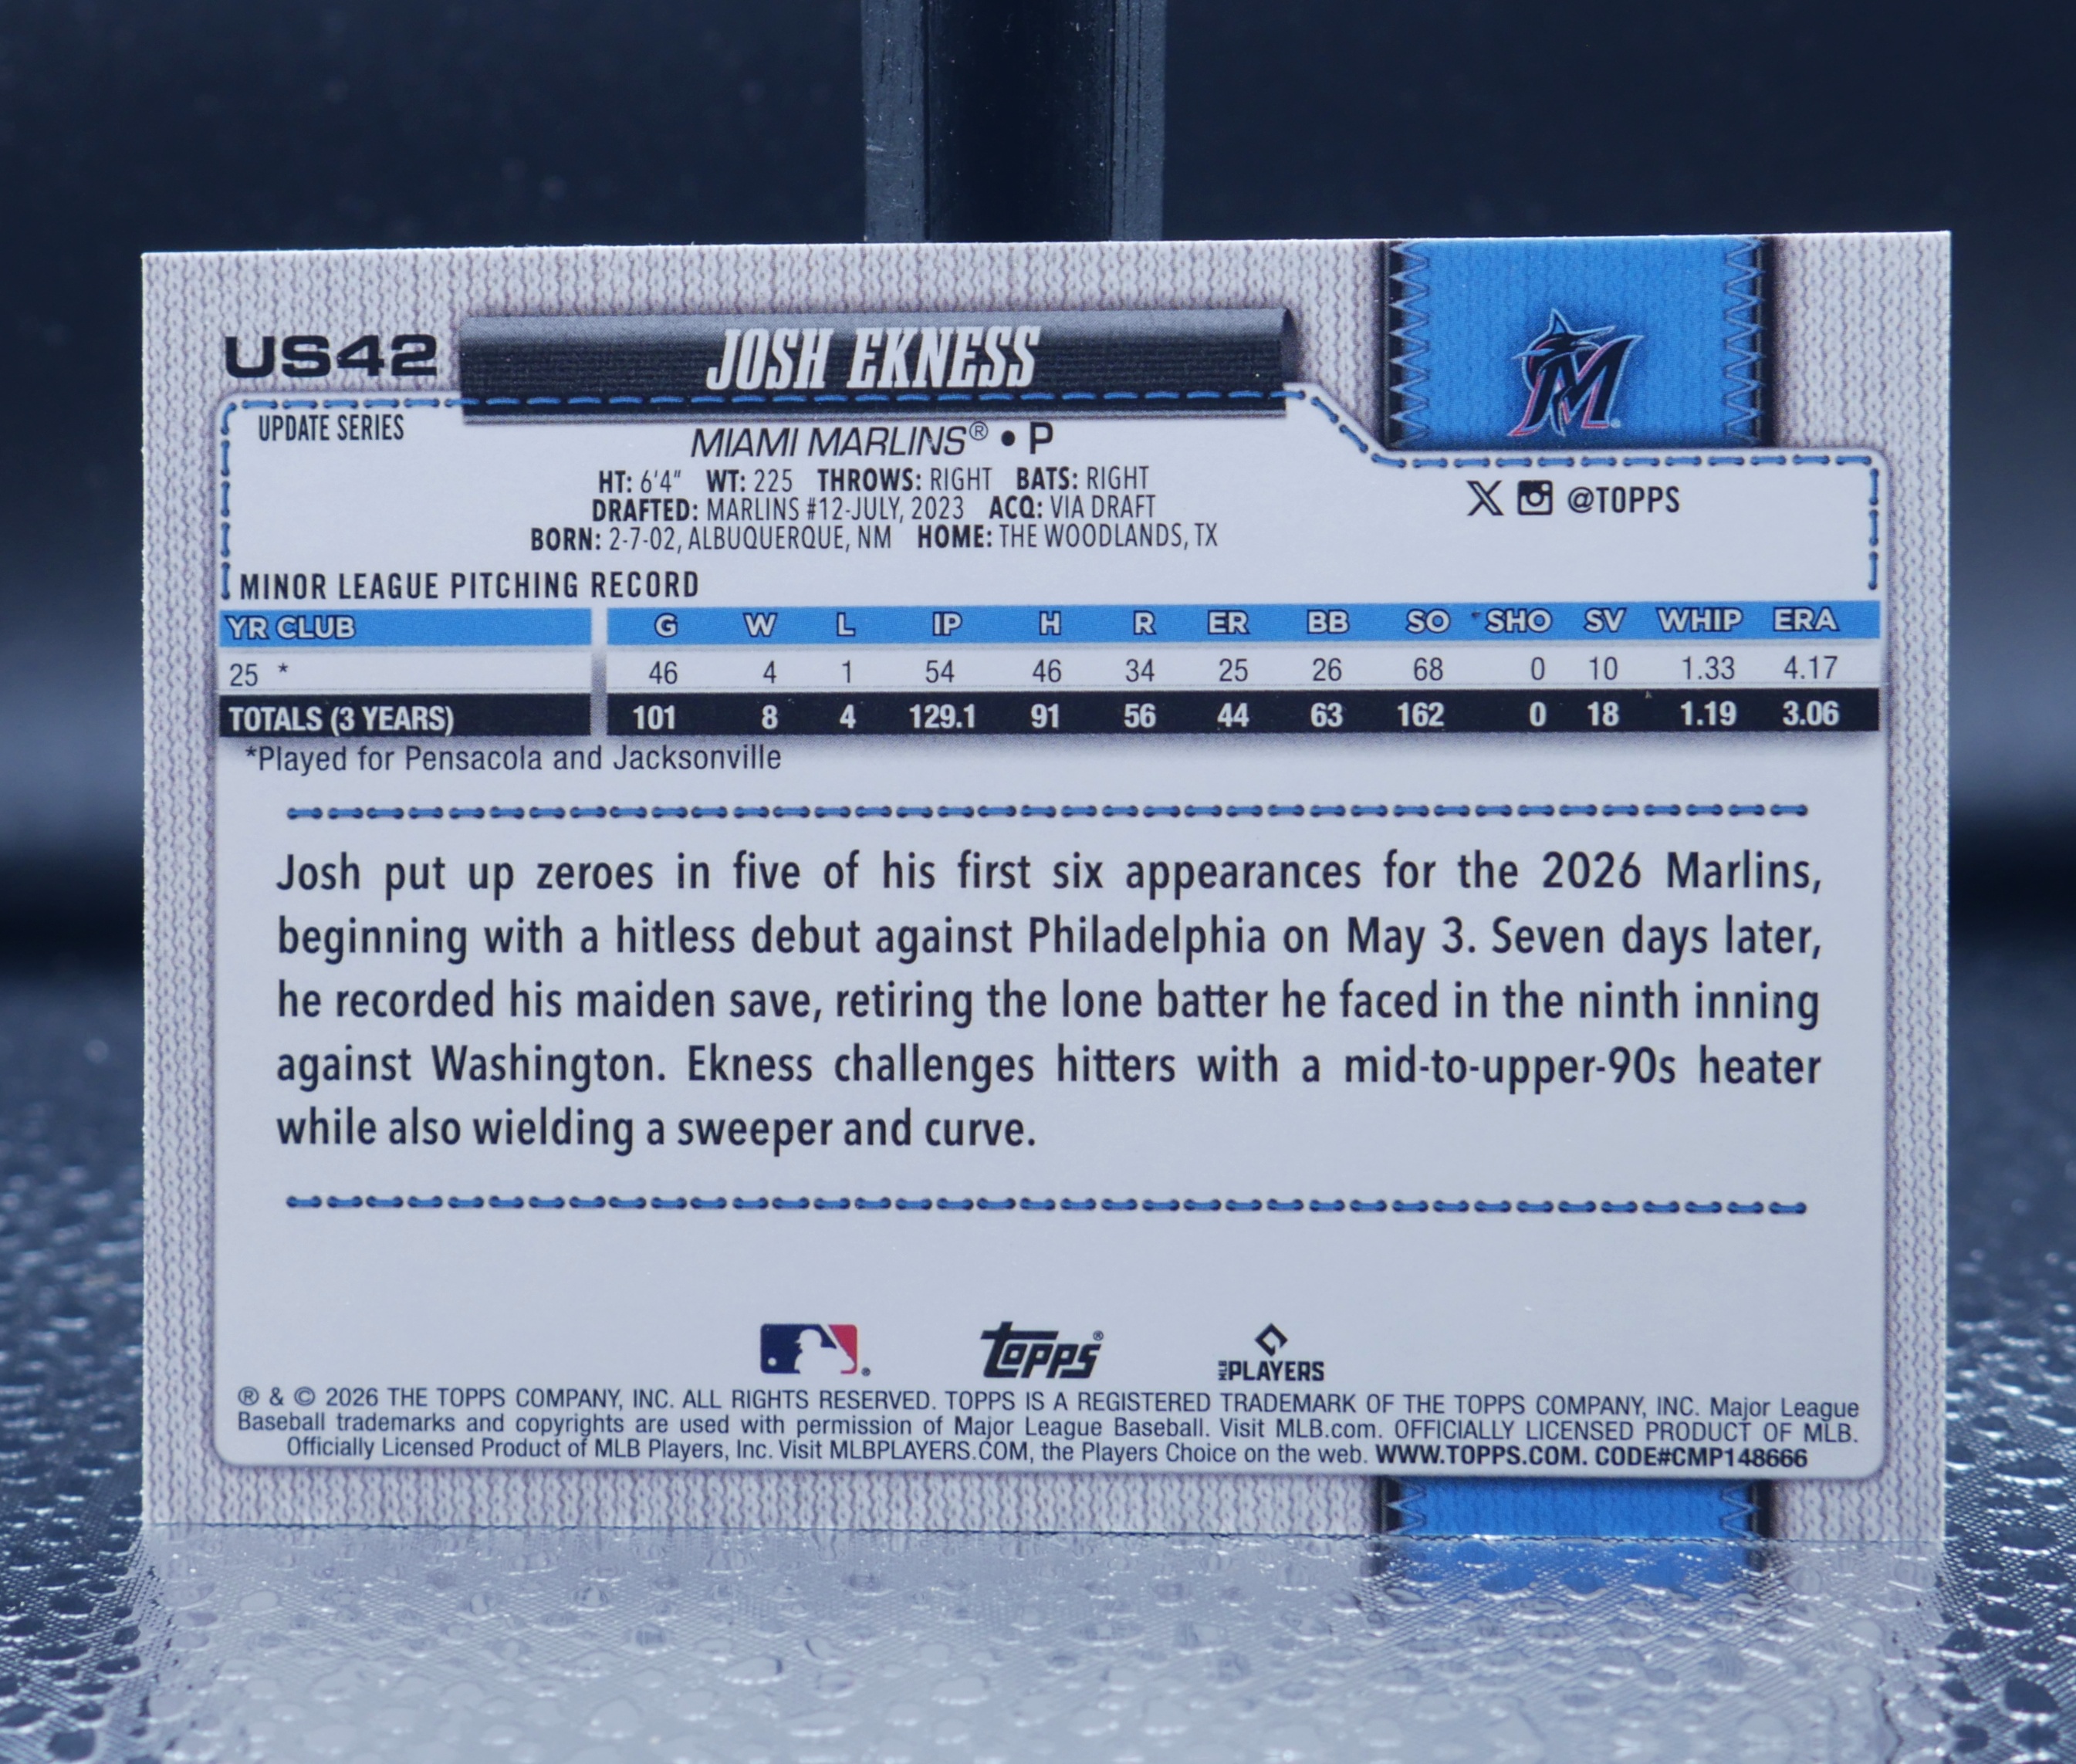 US42
JOSH EKNESS
UPDATE SERIES
MIAMI MARLINS® • P
HT: 6'4" WT: 225 THROWS: RIGHT BATS: RIGHT
DRAFTED: MARLINS #12-JULY, 2023 ACQ: VIA DRAFT
BORN: 2-7-02, ALBUQUERQUE, NM HOME: THE WOODLANDS, TX
M
@TOPPS
MINOR LEAGUE PITCHING RECORD
YR CLUB G W L IP H R ER BB SO SHO SV WHIP ERA
25 * 46 4 1 54 46 34 25 26 68 0 10 1.33 4.17
TOTALS (3 YEARS) 101 8 4 129.1 91 56 44 63 162 0 18 1.19 3.06
*Played for Pensacola and Jacksonville
Josh put up zeroes in five of his first six appearances for the 2026 Marlins,
beginning with a hitless debut against Philadelphia on May 3. Seven days later,
he recorded his maiden save, retiring the lone batter he faced in the ninth inning
against Washington. Ekness challenges hitters with a mid-to-upper-90s heater
while also wielding a sweeper and curve.
topps®
MLB PLAYERS
® & © 2026 THE TOPPS COMPANY, INC. ALL RIGHTS RESERVED. TOPPS IS A REGISTERED TRADEMARK OF THE TOPPS COMPANY, INC. Major League
Baseball trademarks and copyrights are used with permission of Major League Baseball. Visit MLB.com. OFFICIALLY LICENSED PRODUCT OF MLB.
Officially Licensed Product of MLB Players, Inc. Visit MLBPLAYERS.COM, the Players Choice on the web. WWW.TOPPS.COM. CODE#CMP148666